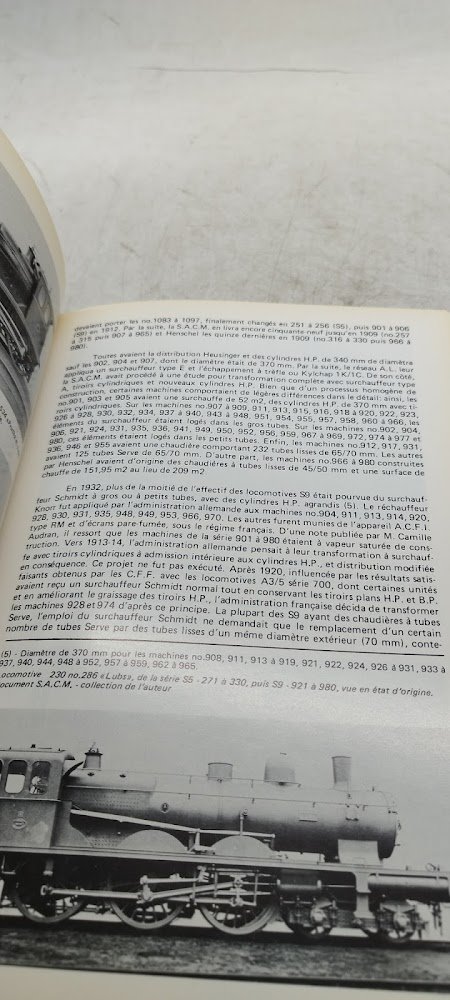 devaient porter les no.1083 à 1097, finalement changés en 251 à 256 (S5), puis 901 à 906
(S9) en 1912. Par la suite, la S.A.C.M. en livra encore cinquante neuf jusqu'en 1909 (no.257
à 315 puis 907 à 965) et Henschel les quinze dernières en 1909 (no.316 à 330 puis 966 à
980).
Toutes avaient la distribution Heusinger et des cylindres H.P. de 340 mm de diamètre
sauf les 902, 904 et 907, dont le diamètre était de 370 mm. Par la suite, le réseau A.L., leur
appliqua un surchauffeur type E et l'échappement à trèfle ou Kylchap 1K/1C. De son côté,
la S.A.C.M. avait procédé à une étude pour transformation complète avec surchauffeur type
A, tiroirs cylindriques et nouveaux cylindres H.P. Bien que d'un processus homogène de
construction, certaines machines comportaient de légères différences dans le détail: ainsi, les
no.901, 903 et 905 avaient une surchauffe de 52 m2, des cylindres H.P. de 370 mm avec ti-
roirs cylindriques. Sur les machines no.907 à 909, 911, 913, 915, 916, 918 à 920, 922, 923,
926 à 928, 930, 932, 934, 937 à 940, 943 à 948, 951, 954, 955, 957, 958, 960 à 966, les
éléments du surchauffeur étaient logés dans les gros tubes. Sur les machines no.902, 904,
906, 921, 924, 931, 935, 936, 941, 949, 950, 952, 956, 959, 967 à 969, 972, 974 à 977 et
980, ces éléments étaient logés dans les petits tubes. Enfin, les machines no.912, 917, 931,
936, 946 et 955 avaient une chaudière comportant 232 tubes lisses de 65/70 mm. Les autres
avaient 125 tubes Serve de 65/70 mm. D'autre part, les machines no.966 à 980 construites
par Henschel avaient d'origine des chaudières à tubes lisses de 45/50 mm et une surface de
chauffe de 151,95 m2 au lieu de 209 m2
En 1932, plus de la moitié de l'effectif des locomotives S9 était pourvue du surchauf-
feur Schmidt à gros ou à petits tubes, avec des cylindres H.P. agrandis (5). Le réchauffeur
Knorr fut appliqué par l'administration allemande aux machines no.904, 911, 913, 914, 920,
928, 930, 931, 935, 948, 949, 953, 966, 970. Les autres furent munies de l'appareil A.C.F.I.
type RM et d'écrans pare-fumée, sous le régime français. D'une note publiée par M. Camille
Audran, il ressort que les machines de la série 901 à 980 étaient à vapeur saturée de cons-
truction. Vers 1913-14, l'administration allemande pensait à leur transformation à surchauf-
fe avec tiroirs cylindriques à admission intérieure aux cylindres H.P., et distribution modifiée
en conséquence. Ce projet ne fut pas exécuté. Après 1920, influencée par les résultats satis-
faisants obtenus par les C.F.F. avec les locomotives A3/5 série 700, dont certaines unités
avaient reçu un surchauffeur Schmidt normal tout en conservant les tiroirs plans H.P. et B.P.
et en améliorant le graissage des tiroirs H.P., l'administration française décida de transformer
les machines 928 et 974 d'après ce principe. La plupart des S9 ayant des chaudières à tubes
Serve, l'emploi du surchauffeur Schmidt ne demandait que le remplacement d'un certain
nombre de tubes Serve par des tubes lisses d'un même diamètre extérieur (70 mm), conte-
(5) - Diamètre de 370 mm pour les machines no.908, 911, 913 à 919, 921, 922, 924, 926 à 931, 933 à
937, 940, 944, 948 à 952, 957 à 959, 962 à 965.
Locomotive 230 no.286 «Lubs», de la série S5 - 271 à 330, puis S9 - 921 à 980, vue en état d'origine.
Document S.A.C.M, - collection de l'auteur